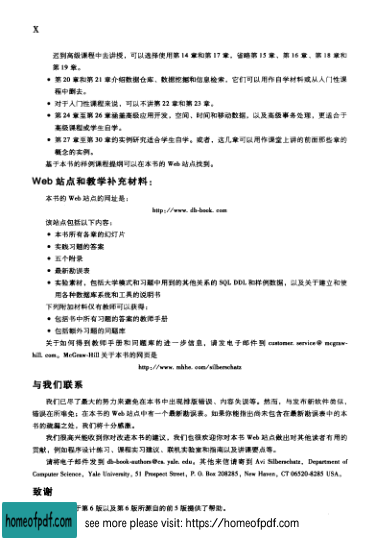 X
迟到高级课程中去讲授，可以选择使用第 14 章和第 17 章，省略第 15 章、第 16 章、第 18 章和
第 19 章。
• 第 20 章和第 21 章介绍数据仓库、数据挖掘和信息检索，它们可以用作自学材料或从入门性课
程中删去。
• 对于入门性课程来说，可以不讲第 22 章和第 23 章。
• 第 24 章至第 26 章涵盖高级应用开发，空间、时间和移动数据，以及高级事务处理，更适合于
高级课程或学生自学。
• 第 27 章至第 30 章的实例研究适合学生自学。或者，这几章可以用作课堂上讲的前面那些章的
概念的实例。
基于本书的样例课程提纲可以在本书的 Web 站点找到。
Web 站点和教学补充材料：
本书的 Web 站点的网址是：
http://www. db-book. com
该站点包括以下内容：
• 本书所有各章的幻灯片
• 实践习题的答案
• 五个附录
• 最新勘误表
• 实验素材，包括大学模式和习题中用到的其他关系的 SQL DDL 和样例数据，以及关于建立和使
用各种数据库系统和工具的说明书
下列附加材料仅有教师可以获得：
• 包括书中所有习题的答案的教师手册
• 包括额外习题的问题库
关于如何得到教师手册和问题库的进一步信息，请发电子邮件到 customer. service@ mcgraw-
hill. com。McGraw-Hill 关于本书的网页是
http://www. mhhe. com/silberschatz
与我们联系
我们已尽了最大的努力来避免在本书中出现排版错误、内容失误等。然而，与发布新软件类似，
错误在所难免；在本书的 Web 站点中有一个最新勘误表。如果你能指出尚未包含在最新勘误表中的本
书的疏漏之处，我们将十分感激。
我们很高兴能收到你对改进本书的建议，我们也很欢迎你对本书 Web 站点做出对其他读者有用的
贡献，例如程序设计练习、课程实习建议、联机实验室和指南以及讲课要点等。
请将电子邮件发到 db-book-authors@cs. yale. edu。其他来信请寄到 Avi Silberschatz, Department of
Computer Science, Yale University, 51 Prospect Street, P. O. Box 208285, New Haven, CT 06520-8285 USA。
致谢
于第 6 版以及第 6 版所源自的前 5 版提供了帮助。
homeofpdf.com
see more please visit: https://homeofpdf.com